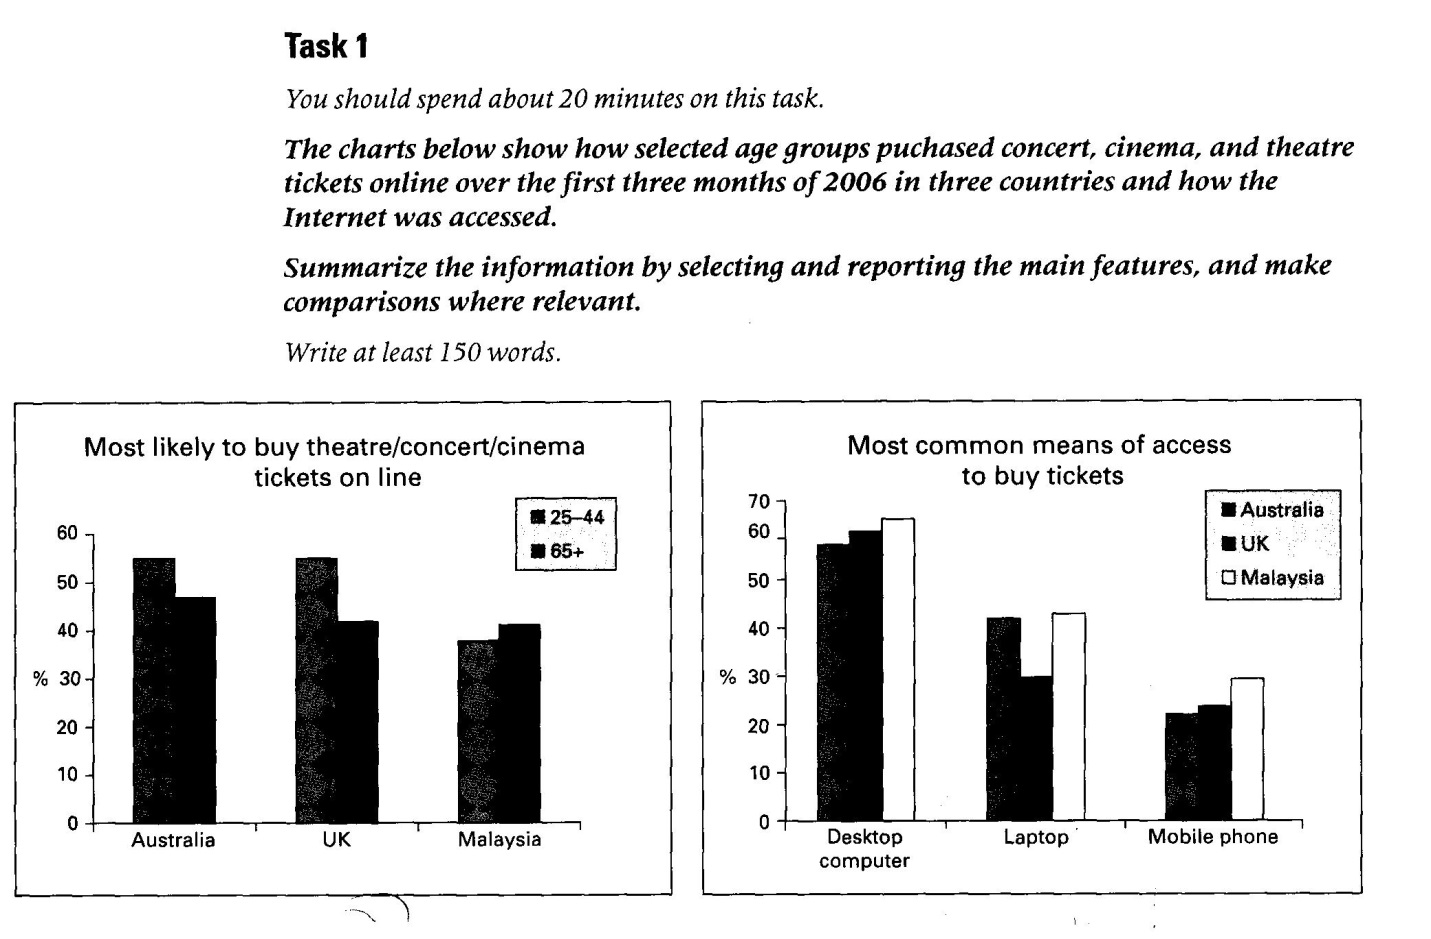 Task 1
You should spend about 20 minutes on this task.
The charts below show how selected age groups puchased concert, cinema, and theatre
tickets online over the first three months of 2006 in three countries and how the
Internet was accessed.
Summarize the information by selecting and reporting the main features, and make
comparisons where relevant.
Write at least 150 words.
Most likely to buy theatre/concert/cinema
tickets on line
25–44
65+
60
50
40
% 30
20
10
0
Australia UK Malaysia
Most common means of access
to buy tickets
Australia
UK
Malaysia
70
60
50
40
% 30
20
10
0
Desktop
computer
Laptop
Mobile phone